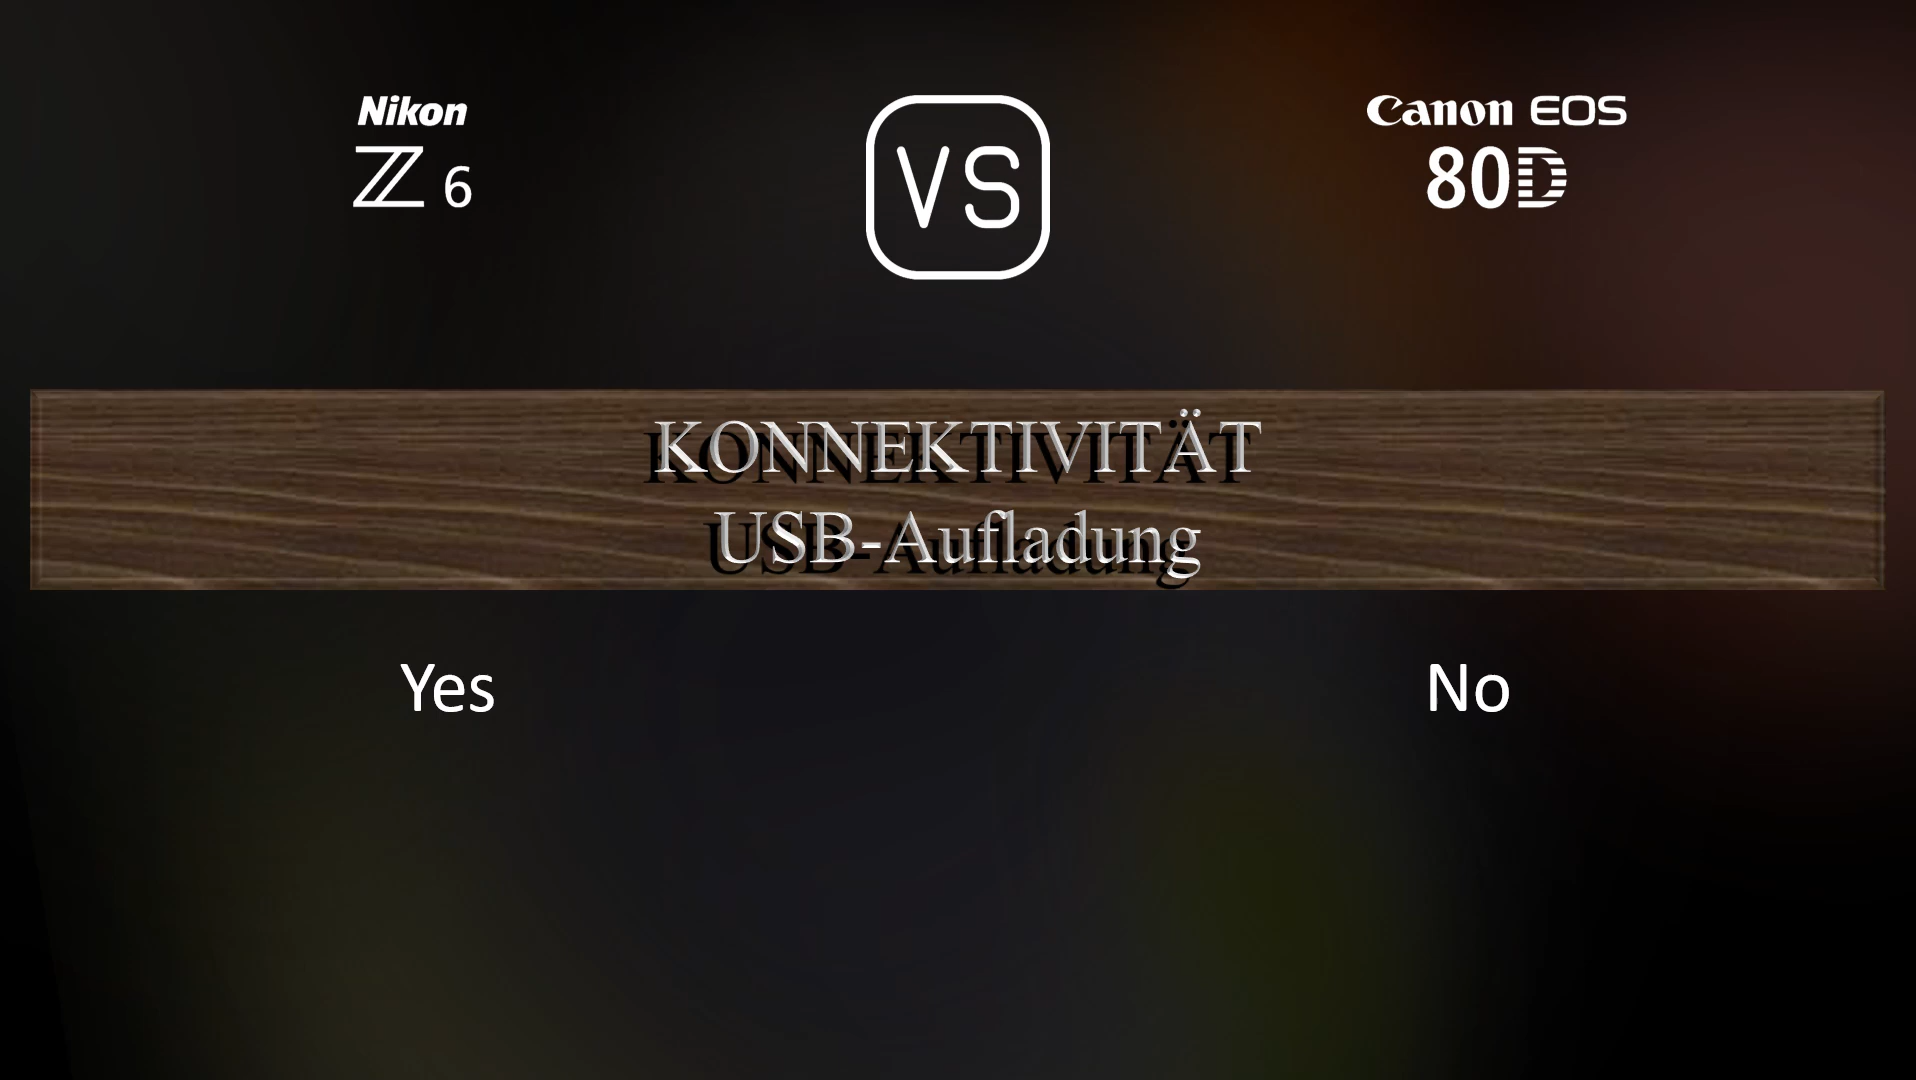 Nikon
Z 6
VS
Canon EOS
80D
KONNEKTIVITÄT
USB-Aufladung
Yes
No